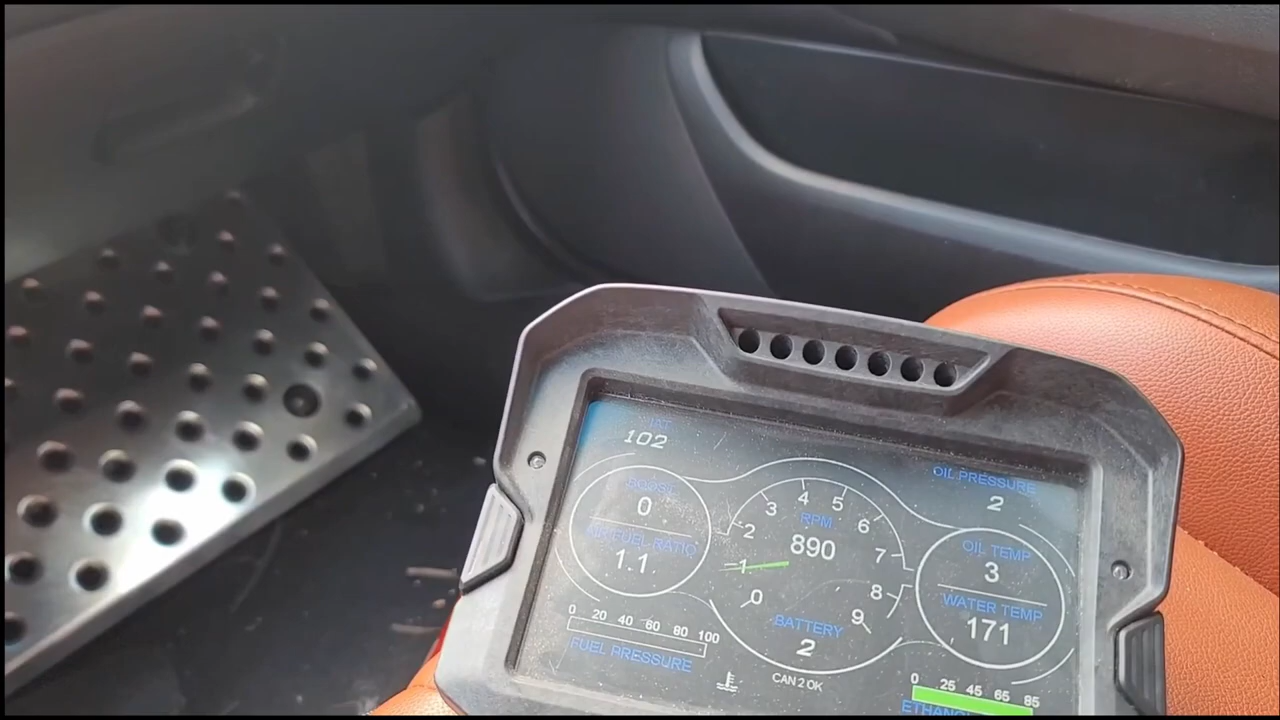 IAT
102
OIL PRESSURE
2
BOOST
0
AIR FUEL RATIO
1.1
0 1 2 3 4 5 6 7 8 9
RPM
890
BATTERY
2
OIL TEMP
3
WATER TEMP
171
0 20 40 60 80 100
FUEL PRESSURE
CAN 2 OK
0 25 45 65 85
ETHANOL